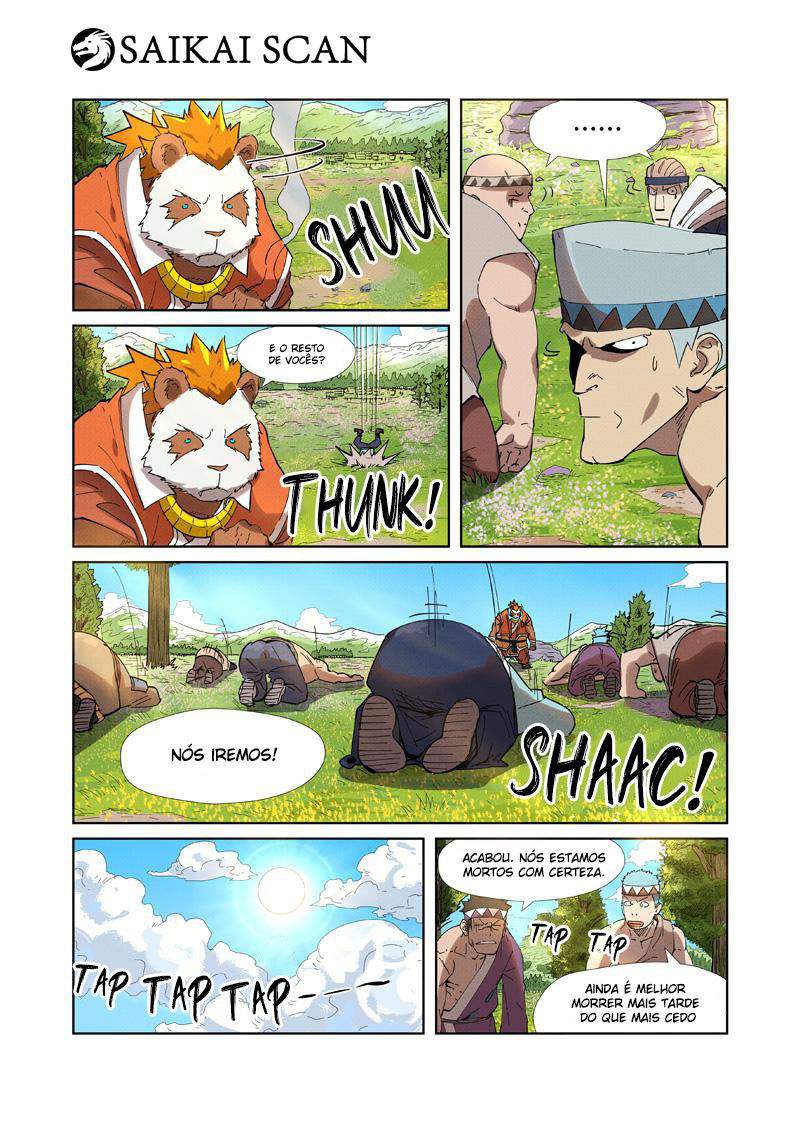 SAIKAI SCAN
SHUU
......
E O RESTO
DE VOCÊS?
THUNK!
NÓS IREMOS!
SHAAC!
TAP TAP TAP
ACABOU. NÓS ESTAMOS
MORTOS COM CERTEZA.
TAP TAP
AINDA É MELHOR
MORRER MAIS TARDE
DO QUE MAIS CEDO